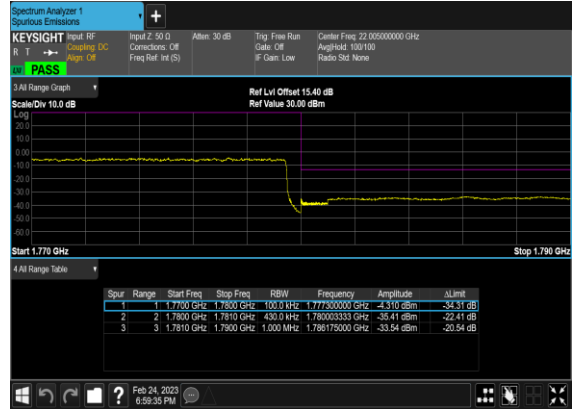 Spectrum Analyzer 1
Spurious Emissions
+
KEYSIGHT Input: RF Input Z: 50 Ω Atten: 30 dB Trig: Free Run Center Freq: 22.005000000 GHz
R T Coupling: DC Corrections: Off Gate: Off Avg|Hold: 100/100
Align: Off Freq Ref: Int (S) IF Gain: Low Radio Std: None
LW PASS
3 All Range Graph
Ref Lvl Offset 15.40 dB
Scale/Div 10.0 dB Ref Value 30.00 dBm
Log
20.0
10.0
0.00
-10.0
-20.0
-30.0
-40.0
-50.0
-60.0
Start 1.770 GHz Stop 1.790 GHz
4 All Range Table
Spur Range Start Freq Stop Freq RBW Frequency Amplitude ΔLimit
1 1 1.7700 GHz 1.7800 GHz 100.0 kHz 1.777300000 GHz -4.310 dBm -34.31 dB
2 2 1.7800 GHz 1.7810 GHz 430.0 kHz 1.780003333 GHz -35.41 dBm -22.41 dB
3 3 1.7810 GHz 1.7900 GHz 1.000 MHz 1.786175000 GHz -33.54 dBm -20.54 dB
? Feb 24, 2023
6:59:35 PM